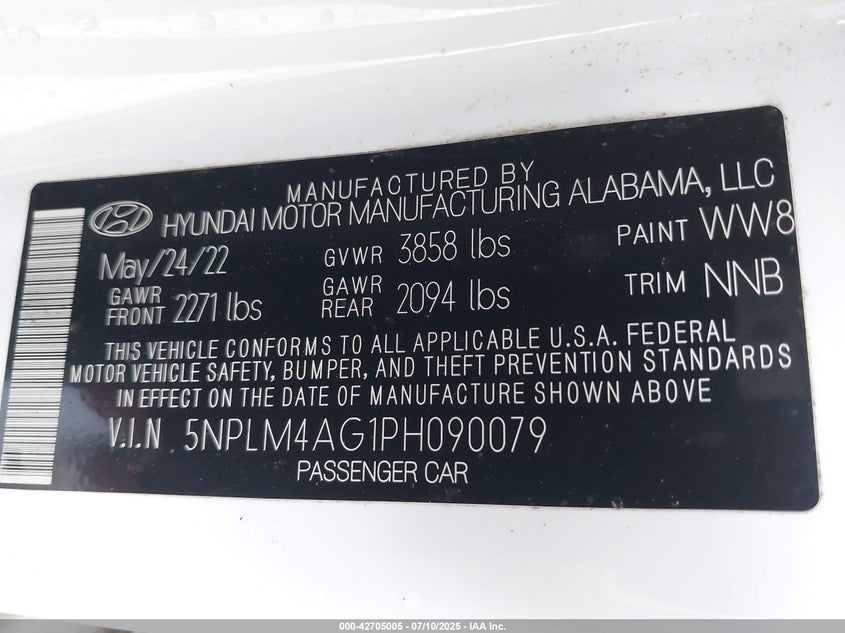 MANUFACTURED BY
HYUNDAI MOTOR MANUFACTURING ALABAMA, LLC
May/24/22 GVWR 3858 lbs PAINT WW8
GAWR FRONT 2271 lbs GAWR REAR 2094 lbs TRIM NNB
THIS VEHICLE CONFORMS TO ALL APPLICABLE U.S.A. FEDERAL
MOTOR VEHICLE SAFETY, BUMPER, AND THEFT PREVENTION STANDARDS
IN EFFECT ON THE DATE OF MANUFACTURE SHOWN ABOVE
V.I.N 5NPLM4AG1PH090079
PASSENGER CAR
000-42705005 - 07/10/2025 - IAA Inc.